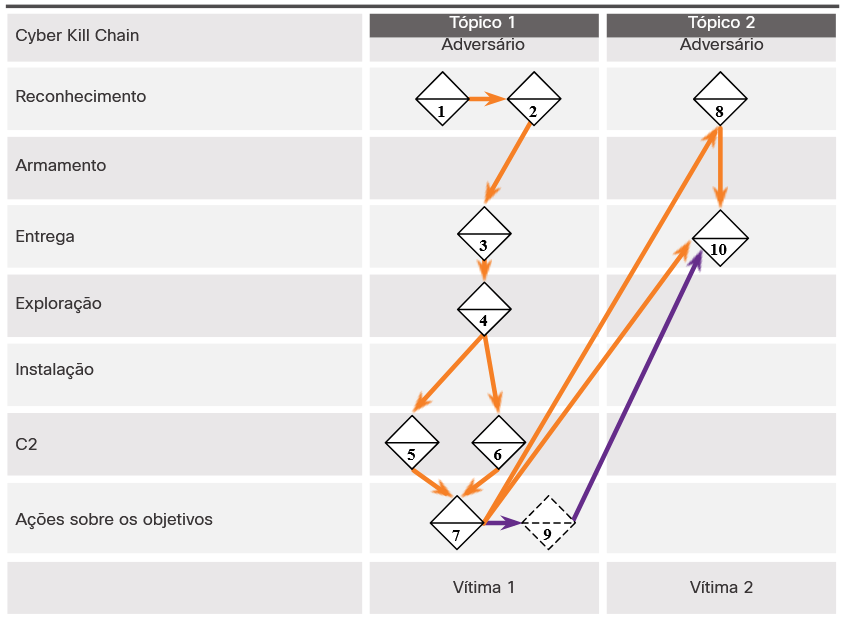 Cyber Kill Chain
Tópico 1
Adversário
Tópico 2
Adversário
Reconhecimento
1
2
8
Armamento
Entrega
3
10
Exploração
4
Instalação
C2
5
6
Ações sobre os objetivos
7
9
Vítima 1
Vítima 2